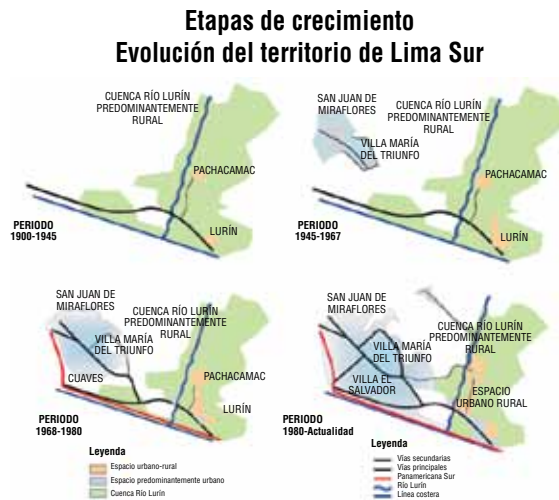 Etapas de crecimiento
Evolución del territorio de Lima Sur
CUENCA RÍO LURÍN
PREDOMINANTEMENTE
RURAL
PACHACAMAC
LURÍN
PERIODO
1900-1945
SAN JUAN DE
MIRAFLORES
CUENCA RÍO LURÍN
PREDOMINANTEMENTE
RURAL
VILLA MARÍA
DEL TRIUNFO
PACHACAMAC
LURÍN
PERIODO
1945-1967
SAN JUAN DE
MIRAFLORES
CUENCA RÍO LURÍN
PREDOMINANTEMENTE
RURAL
VILLA MARÍA
DEL TRIUNFO
CUAVES
PACHACAMAC
LURÍN
PERIODO
1968-1980
SAN JUAN DE
MIRAFLORES
CUENCA RÍO LURÍN
PREDOMINANTEMENTE
RURAL
VILLA MARÍA
DEL TRIUNFO
VILLA EL
SALVADOR
ESPACIO
URBANO RURAL
PERIODO
1980-Actualidad
Leyenda
Espacio urbano-rural
Espacio predominantemente urbano
Cuenca Río Lurín
Leyenda
Vías secundarias
Vías principales
Panamericana Sur
Río Lurín
Línea costera